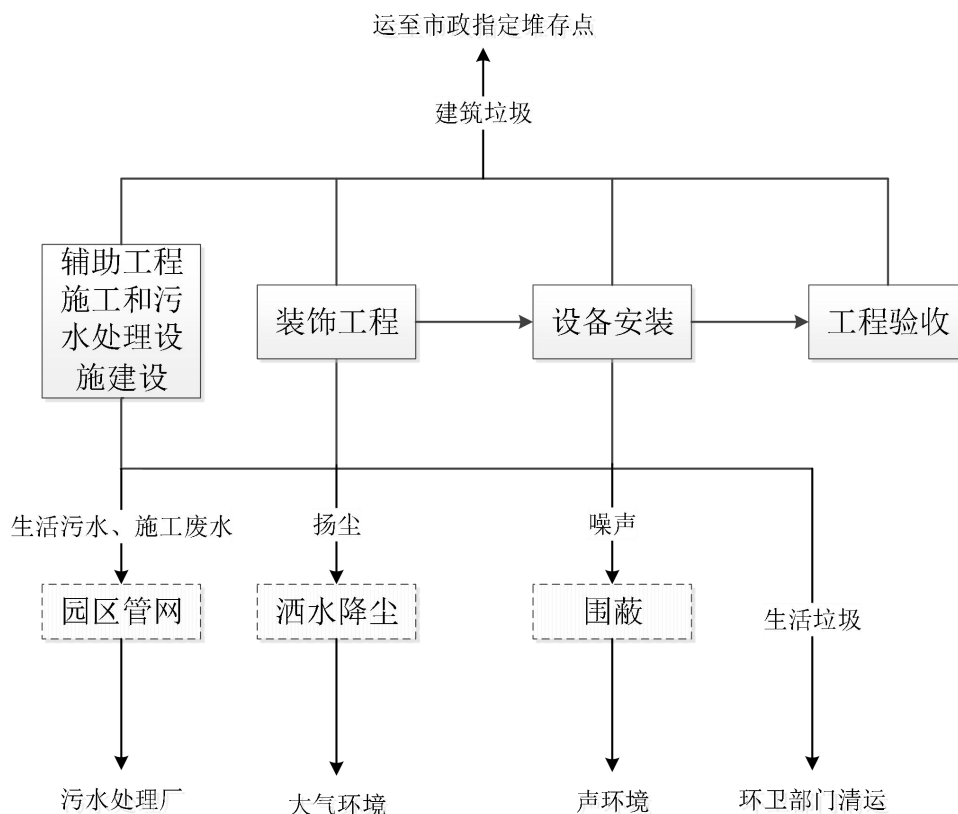 运至市政指定堆存点
建筑垃圾
辅助工程
施工和污
水处理设
施建设
装饰工程
设备安装
工程验收
生活污水、施工废水
扬尘
噪声
园区管网
洒水降尘
围蔽
生活垃圾
污水处理厂
大气环境
声环境
环卫部门清运